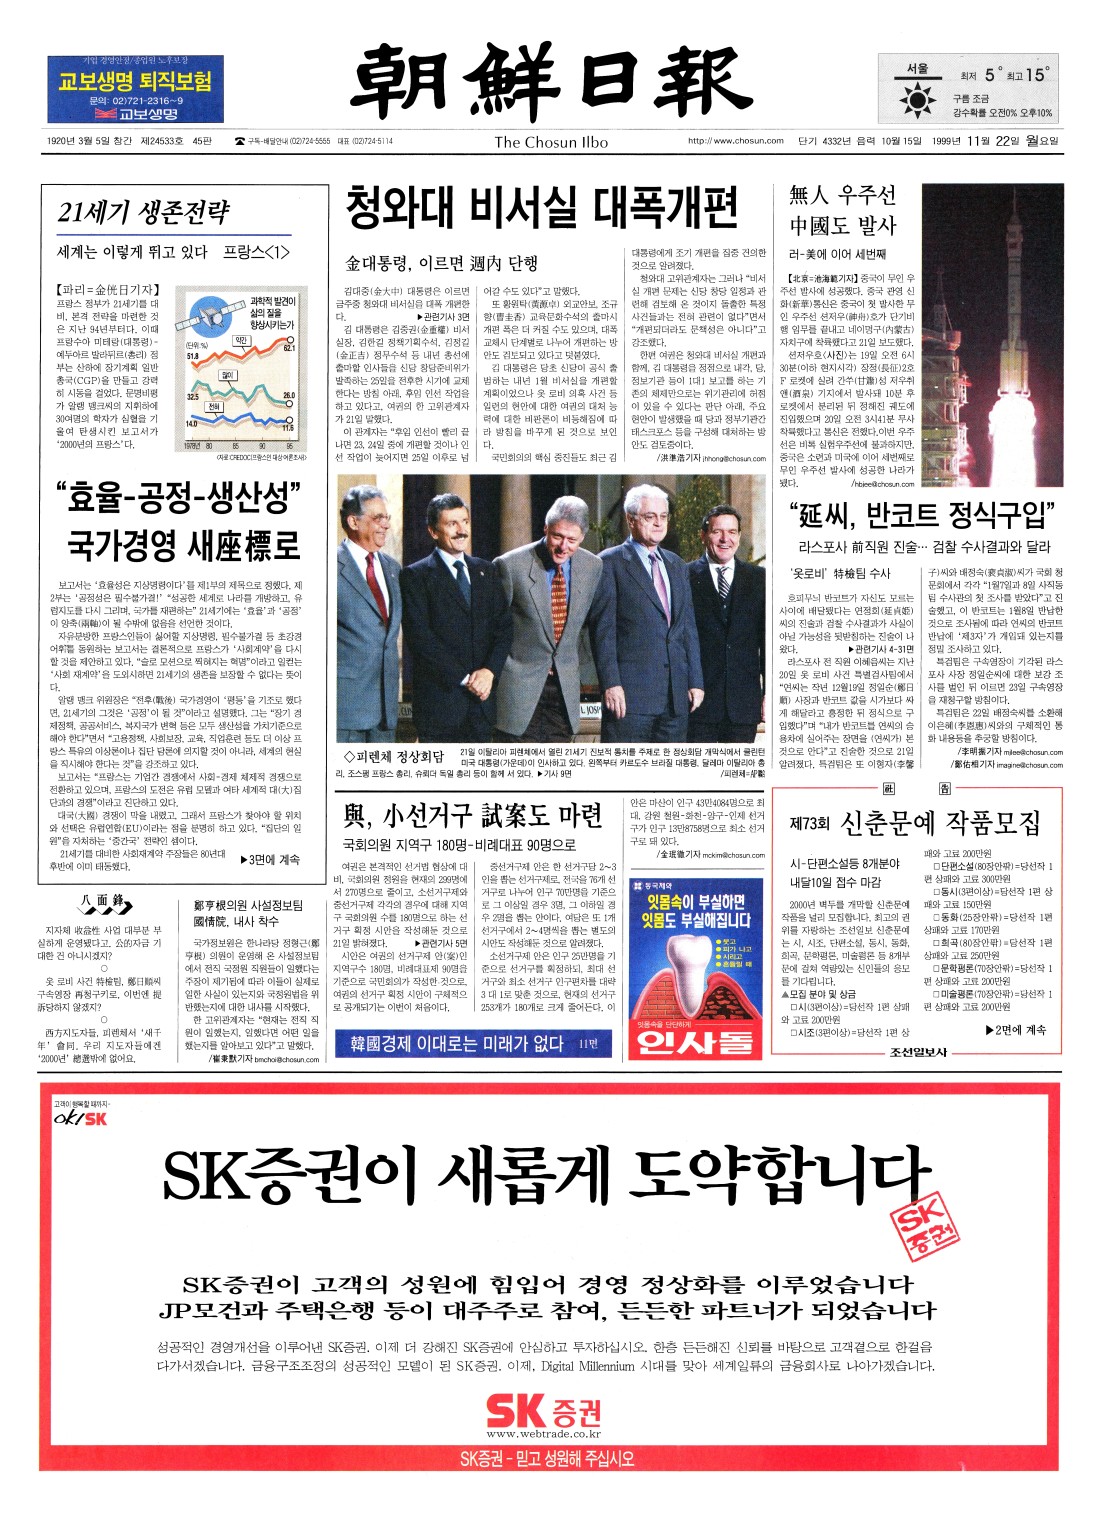 기업 경영안전/종업원 노후보장
교보생명 퇴직보험
문의: 02)721-2316~9
교보생명
朝鮮日報
서울
최저 5° 최고 15°
구름 조금
강수확률 오전0% 오후10%
1920년 3월 5일 창간 제24533호 45판
☎ 구독·배달안내 (02)724-5555 대표 (02)724-5114
The Chosun Ilbo
http://www.chosun.com
단기 4332년 음력 10월 15일
1999년 11월 22일 월요일
21세기 생존전략
세계는 이렇게 뛰고 있다 프랑스<1>
【파리=金侊日기자】
프랑스 정부가 21세기를 대
비, 본격 전략을 마련한 것
은 지난 94년부터다. 이때
프랑수아 미테랑(대통령)-
에두아르 발라뒤르(총리) 정
부는 산하에 장기계획 일반
총국(CGP)을 만들고 강력
히 시동을 걸었다. 문명비평
가 알랭 맹크씨의 지휘하에
30여명의 학자가 심혈을 기
울여 탄생시킨 보고서가
‘2000년의 프랑스’다.
과학적 발견이
삶의 질을
향상시키는가
(단위:%)
약간
51.8
62.1
많이
32.5
26.0
전혀
14.0
11.6
1978년 80 85 90 95
〈자료:CREDOC(프랑스인 대상 여론조사)〉
“효율-공정-생산성”
국가경영 새座標로
보고서는 ‘효율성은 지상명령이다’를 제1부의 제목으로 정했다. 제
2부는 ‘공정성은 필수불가결!’ “성공한 세계로 나라를 개방하고, 유
럽지도를 다시 그리며, 국가를 재편하는” 21세기에는 ‘효율’과 ‘공정’
이 양축(兩軸)이 될 수밖에 없음을 선언한 것이다.
자유분방한 프랑스인들이 싫어할 지상명령, 필수불가결 등 초강경
어휘를 동원하는 보고서는 결론적으로 프랑스가 ‘사회계약’을 다시
할 것을 제안하고 있다. “슬로 모션으로 찍혀지는 혁명”이라고 일컫는
‘사회 재계약’을 도외시하면 21세기의 생존을 보장할 수 없다는 뜻이
다.
알랭 맹크 위원장은 “전후(戰後) 국가경영이 ‘평등’을 기조로 했다
면, 21세기의 그것은 ‘공정’이 될 것”이라고 설명했다. 그는 “장기 경
제정책, 공공서비스, 복지국가 변혁 등은 모두 생산성을 가치기준으로
해야 한다”면서 “고용정책, 사회보장, 교육, 직업훈련 등도 더 이상 프
랑스 특유의 이상론이나 집단 담론에 의지할 것이 아니라, 세계의 현실
을 직시해야 한다는 것”을 강조하고 있다.
보고서는 “프랑스는 기업간 경쟁에서 사회-경제 체제적 경쟁으로
전환하고 있으며, 프랑스의 도전은 유럽 모델과 여타 세계적 대(大)집
단과의 경쟁”이라고 진단하고 있다.
대국(大國) 경쟁이 막을 내렸고, 그래서 프랑스가 찾아야 할 위치
와 선택은 유럽연합(EU)이라는 점을 분명히 하고 있다. “집단의 일
원”을 자처하는 ‘중간국’ 전략인 셈이다.
21세기를 대비한 사회재계약 주장들은 80년대
후반에 이미 태동했다.
▶3면에 계속
청와대 비서실 대폭개편
金대통령, 이르면 週內 단행
김대중(金大中) 대통령은 이르면
금주중 청와대 비서실을 대폭 개편한
다.
▶관련기사 3면
김 대통령은 김중권(金重權) 비서
실장, 김한길 정책기획수석, 김정길
(金正吉) 정무수석 등 내년 총선에
출마할 인사들을 신당 창당준비위가
발족하는 25일을 전후한 시기에 교체
한다는 방침 아래, 후임 인선 작업을
하고 있다고, 여권의 한 고위관계자
가 21일 말했다.
이 관계자는 “후임 인선이 빨리 끝
나면 23, 24일 중에 개편할 것이나 인
선 작업이 늦어지면 25일 이후로 넘
어갈 수도 있다”고 말했다.
또 황원탁(黃源卓) 외교안보, 조규
향(曺圭香) 교육문화수석의 출마시
개편 폭은 더 커질 수도 있으며, 대폭
교체시 단계별로 나누어 개편하는 방
안도 검토되고 있다고 덧붙였다.
김 대통령은 당초 신당이 공식 출
범하는 내년 1월 비서실을 개편할
계획이었으나 옷 로비 의혹 사건 등
일련의 현안에 대한 여권의 대처 능
력에 대한 비판론이 비등해짐에 따
라 방침을 바꾸게 된 것으로 보인
다.
국민회의의 핵심 중진들도 최근 김
대통령에게 조기 개편을 집중 건의한
것으로 알려졌다.
청와대 고위관계자는 그러나 “비서
실 개편 문제는 신당 창당 일정과 관
련해 검토해 온 것이지 돌출한 특정
사건들과는 전혀 관련이 없다”면서
“개편되더라도 문책성은 아니다”고
강조했다.
한편 여권은 청와대 비서실 개편과
함께, 김 대통령을 정점으로 내각, 당,
정보기관 등이 1대1 보고를 하는 기
존의 체제만으로는 위기관리에 허점
이 있을 수 있다는 판단 아래, 주요
현안이 발생했을 때 당과 정부기관간
태스크포스 등을 구성해 대처하는 방
안도 검토중이다.
/洪準浩기자 jhhong@chosun.com
無人 우주선
中國도 발사
러-美에 이어 세번째
【北京=池海範기자】 중국이 무인 우
주선 발사에 성공했다. 중국 관영 신
화(新華)통신은 중국이 첫 발사한 무
인 우주선 션저우(神舟)호가 단기비
행 임무를 끝내고 네이멍구(內蒙古)
자치구에 착륙했다고 21일 보도했다.
션저우호(사진)는 19일 오전 6시
30분(이하 현지시각) 장정(長征)2호
F 로켓에 실려 간쑤(甘肅)성 저우취
앤(酒泉) 기지에서 발사돼 10분 후
로켓에서 분리된 뒤 정해진 궤도에
진입했으며 20일 오전 3시41분 무사
착륙했다고 통신은 전했다.이번 우주
선은 비록 실험우주선에 불과하지만,
중국은 소련과 미국에 이어 세번째로
무인 우주선 발사에 성공한 나라가
됐다.
/hbjee@chosun.com
◇피렌체 정상회담
21일 이탈리아 피렌체에서 열린 21세기 진보적 통치를 주제로 한 정상회담 개막식에서 클린턴
미국 대통령(가운데)이 인사하고 있다. 왼쪽부터 카르도수 브라질 대통령, 달레마 이탈리아 총
리, 조스팽 프랑스 총리, 슈뢰더 독일 총리 등이 함께 서 있다. ▶기사 9면
/피렌체=AP聯
“延씨, 반코트 정식구입”
라스포사 前직원 진술… 검찰 수사결과와 달라
‘옷로비’ 特檢팀 수사
호피무늬 반코트가 자신도 모르는
사이에 배달됐다는 연정희(延貞姬)
씨의 진술과 검찰 수사결과가 사실이
아닐 가능성을 뒷받침하는 진술이 나
왔다.
▶관련기사 4·31면
라스포사 전 직원 이혜음씨는 지난
20일 옷 로비 사건 특별검사팀에서
“연씨는 작년 12월19일 정일순(鄭日
順) 사장과 반코트 값을 시가보다 싸
게 해달라고 흥정한 뒤 정식으로 구
입했다”며 “내가 반코트를 연씨의 승
용차에 실어주는 장면을 (연씨가) 본
것으로 안다”고 진술한 것으로 21일
알려졌다. 특검팀은 또 이형자(李馨
子)씨와 배정숙(裵貞淑)씨가 국회 청
문회에서 각각 “1월7일과 8일 사직동
팀 수사관의 첫 조사를 받았다”고 진
술했고, 이 반코트는 1월8일 반납한
것으로 조사됨에 따라 연씨의 반코트
반납에 ‘제3자’가 개입돼 있는지를
정밀 조사하고 있다.
특검팀은 구속영장이 기각된 라스
포사 사장 정일순씨에 대한 보강 조
사를 벌인 뒤 이르면 23일 구속영장
을 재청구할 방침이다.
특검팀은 22일 배정숙씨를 소환해
이은혜(李恩惠)씨와의 구체적인 통
화 내용등을 추궁할 방침이다.
/李明振기자 mjlee@chosun.com
/鄭佑相기자 imagine@chosun.com
與, 小선거구 試案도 마련
국회의원 지역구 180명-비례대표 90명으로
여권은 본격적인 선거법 협상에 대
비, 국회의원 정원을 현재의 299명에
서 270명으로 줄이고, 소선거구제와
중선거구제 각각의 경우에 대해 지역
구 국회의원 수를 180명으로 하는 선
거구 획정 시안을 작성해둔 것으로
21일 밝혀졌다.
▶관련기사 5면
시안은 여권의 선거구제 안(案)인
지역구수 180명, 비례대표제 90명을
기준으로 국민회의가 작성한 것으로,
여권의 선거구 획정 시안이 구체적으
로 공개되기는 이번이 처음이다.
중선거구제 안은 한 선거구당 2~3
인을 뽑는 선거구제로, 전국을 76개 선
거구로 나누어 인구 70만명을 기준으
로 그 이상일 경우 3명, 그 이하일 경
우 2명을 뽑는 안이다. 여당은 또 1개
선거구에서 2~4명씩을 뽑는 별도의
시안도 작성해둔 것으로 알려졌다.
소선거구제 안은 인구 25만명을 기
준으로 선거구를 획정하되, 최대 선
거구와 최소 선거구 인구편차를 대략
3 대 1로 맞춘 것으로, 현재의 선거구
253개가 180개로 크게 줄어든다. 이
안은 마산이 인구 43만4084명으로 최
대, 강원 철원-화천-양구-인제 선거
구가 인구 13만8758명으로 최소 선거
구로 돼 있다.
/金珉徹기자 mckim@chosun.com
韓國경제 이대로는 미래가 없다 11면
동국제약
잇몸속이 부실하면
잇몸도 부실해집니다
●붓고
●피가 나고
●시리고
●흔들릴 때
잇몸속을 단단하게
인사돌
社 告
제73회 신춘문예 作품모집
시·단편소설등 8개분야
내달10일 접수 마감
2000년 벽두를 개막할 신춘문예
작품을 널리 모집합니다. 최고의 권
위를 자랑하는 조선일보 신춘문예
는 시, 시조, 단편소설, 동시, 동화,
희곡, 문학평론, 미술평론 등 8개부
문에 걸쳐 역량있는 신인들의 응모
를 기다립니다.
▲모집 분야 및 상금
□시(3편이상)=당선작 1편 상패
와 고료 200만원
□시조(3편이상)=당선작 1편 상
패와 고료 200만원
□단편소설(80장안팎)=당선작 1
편 상패와 고료 300만원
□동시(3편이상)=당선작 1편 상
패와 고료 150만원
□동화(25장안팎)=당선작 1편
상패와 고료 170만원
□희곡(80장안팎)=당선작 1편
상패와 고료 250만원
□문학평론(70장안팎)=당선작 1
편 상패와 고료 200만원
□미술평론(70장안팎)=당선작 1
편 상패와 고료 200만원
▶2면에 계속
조선일보사
八面鋒
지자체 收益性 사업 대부분 부
실하게 운영됐다고, 公的자금 기
대한 건 아니시겠지?
○
옷 로비 사건 特檢팀, 鄭日順씨
구속영장 再청구키로, 이번엔 提
訴당하지 않겠지?
○
西方지도자들, 피렌체서 ‘새千
年’ 會同. 우리 지도자들에겐
‘2000년’ 總選밖에 없어요.
鄭亨根의원 사설정보팀
國情院, 내사 착수
국가정보원은 한나라당 정형근(鄭
亨根) 의원이 운영해 온 사설정보팀
에서 전직 국정원 직원들이 일했다는
주장이 제기됨에 따라 이들이 실제로
일한 사실이 있는지와 국정원법을 위
반했는지에 대한 내사를 시작했다.
한 고위관계자는 “현재는 전직 직
원이 있었는지, 있했다면 어떤 일을
했는지를 알아보고 있다”고 말했다.
/崔秉默기자 bmchoi@chosun.com
고객이 행복할 때까지-
OK! SK
SK증권이 새롭게 도약합니다
SK증권
SK증권이 고객의 성원에 힘입어 경영 정상화를 이루었습니다
JP모건과 주택은행 등이 대주주로 참여, 든든한 파트너가 되었습니다
성공적인 경영개선을 이루어낸 SK증권. 이제 더 강해진 SK증권에 안심하고 투자하십시오. 한층 든든해진 신뢰를 바탕으로 고객곁으로 한걸음
다가서겠습니다. 금융구조조정의 성공적인 모델이 된 SK증권. 이제, Digital Millennium 시대를 맞아 세계일류의 금융회사로 나아가겠습니다.
SK 증권
www.webtrade.co.kr
SK증권 – 믿고 성원해 주십시오